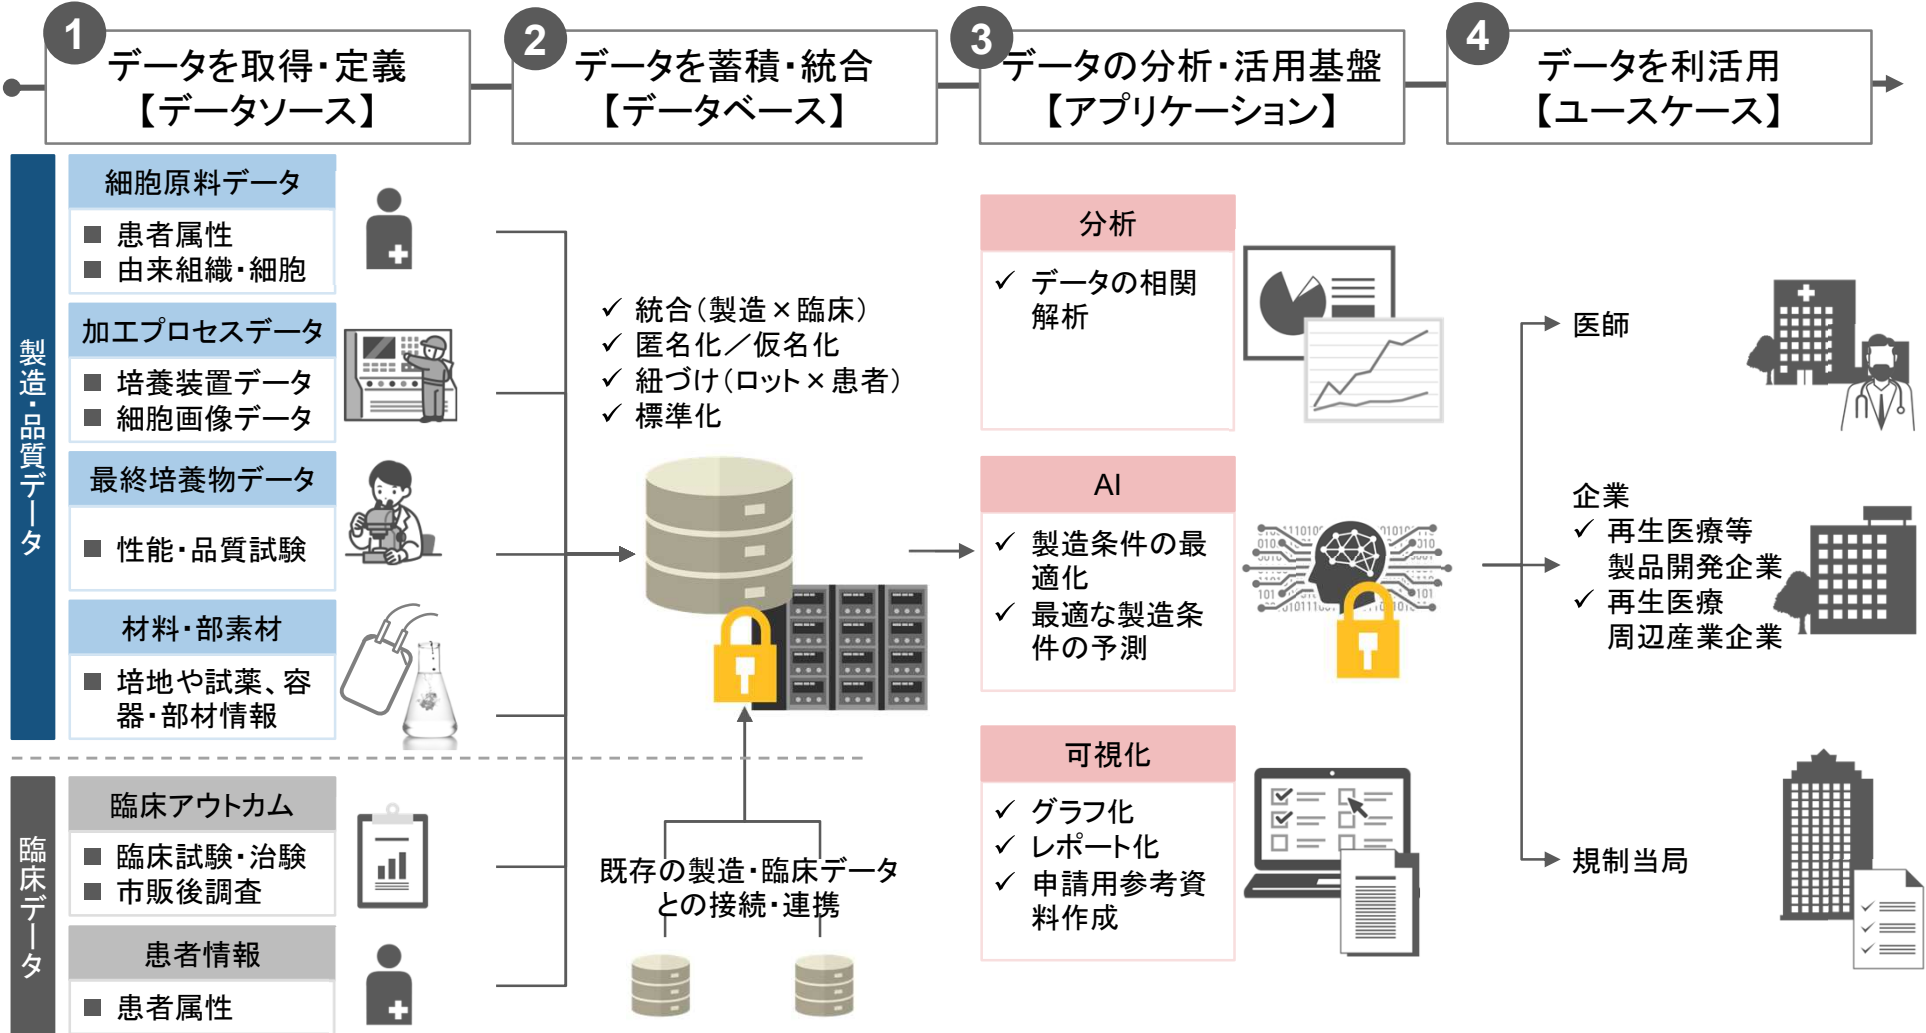 1
データを取得・定義
【データソース】
2
データを蓄積・統合
【データベース】
3
データの分析・活用基盤
【アプリケーション】
4
データを利活用
【ユースケース】
製造・品質データ
細胞原料データ
■ 患者属性
■ 由来組織・細胞
加工プロセスデータ
■ 培養装置データ
■ 細胞画像データ
最終培養物データ
■ 性能・品質試験
材料・部素材
■ 培地や試薬、容
器・部材情報
臨床データ
臨床アウトカム
■ 臨床試験・治験
■ 市販後調査
患者情報
■ 患者属性
✓ 統合（製造×臨床）
✓ 匿名化／仮名化
✓ 紐づけ（ロット×患者）
✓ 標準化
既存の製造・臨床データ
との接続・連携
分析
✓ データの相関
解析
AI
✓ 製造条件の最
適化
✓ 最適な製造条
件の予測
可視化
✓ グラフ化
✓ レポート化
✓ 申請用参考資
料作成
医師
企業
✓ 再生医療等
製品開発企業
✓ 再生医療
周辺産業企業
規制当局